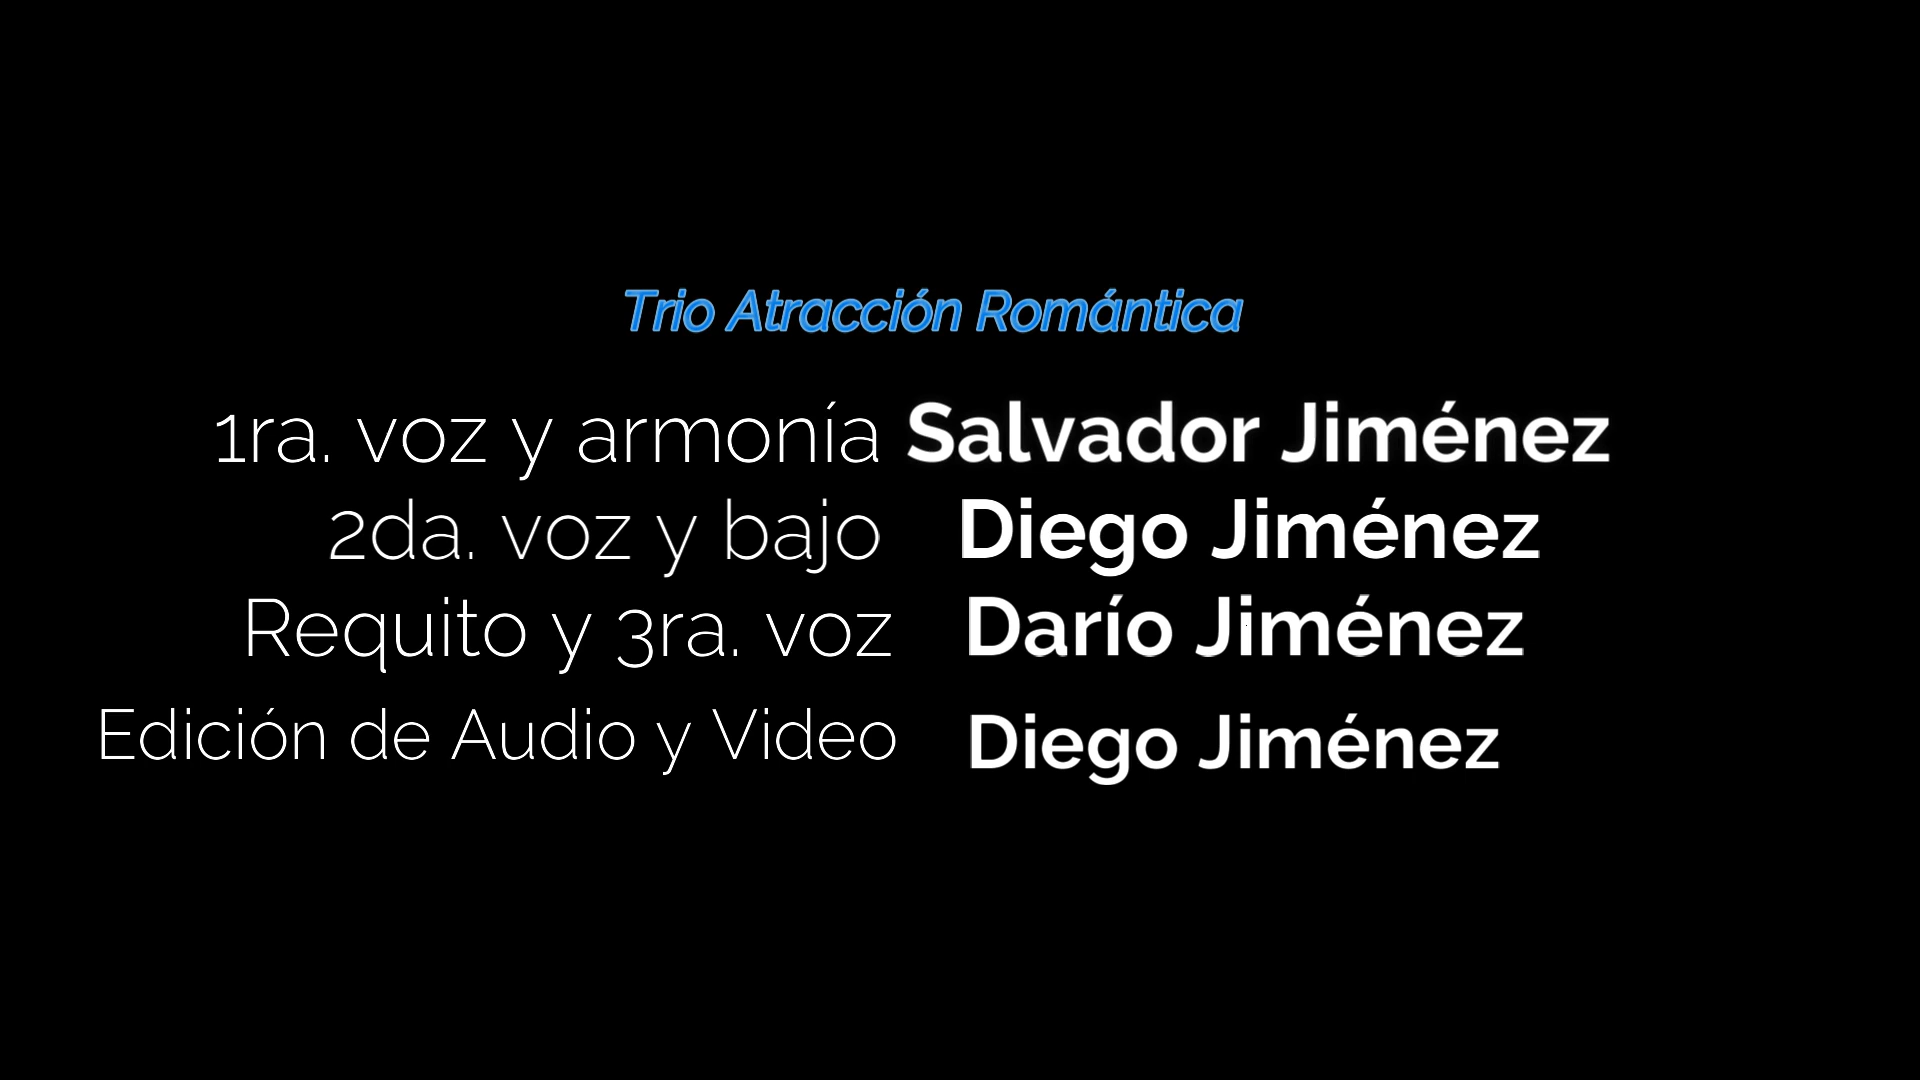 Trio Atracción Romántica
1ra. voz y armonía Salvador Jiménez
2da. voz y bajo Diego Jiménez
Requito y 3ra. voz Darío Jiménez
Edición de Audio y Video Diego Jiménez